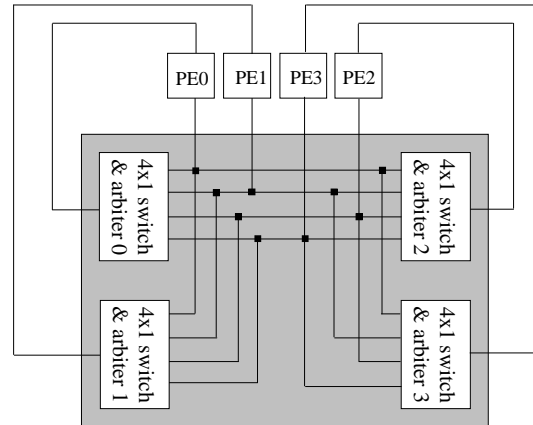 PE0 PE1 PE3 PE2
4x1 switch
& arbiter 0
4x1 switch
& arbiter 2
4x1 switch
& arbiter 1
4x1 switch
& arbiter 3